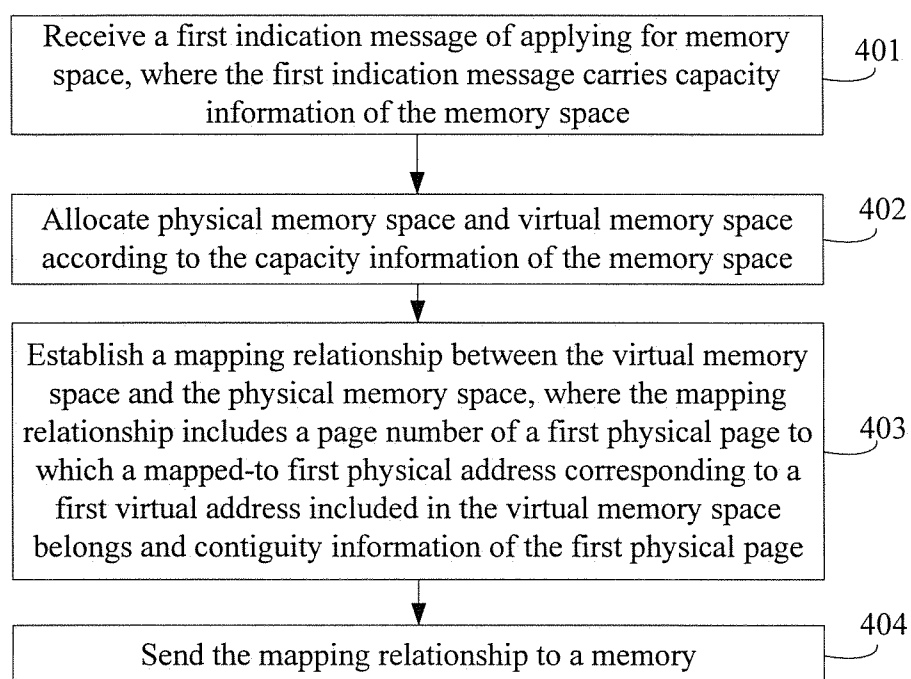 Receive a first indication message of applying for memory
space, where the first indication message carries capacity
information of the memory space
401
Allocate physical memory space and virtual memory space
according to the capacity information of the memory space
402
Establish a mapping relationship between the virtual memory
space and the physical memory space, where the mapping
relationship includes a page number of a first physical page to
which a mapped-to first physical address corresponding to a
first virtual address included in the virtual memory space
belongs and contiguity information of the first physical page
403
Send the mapping relationship to a memory
404